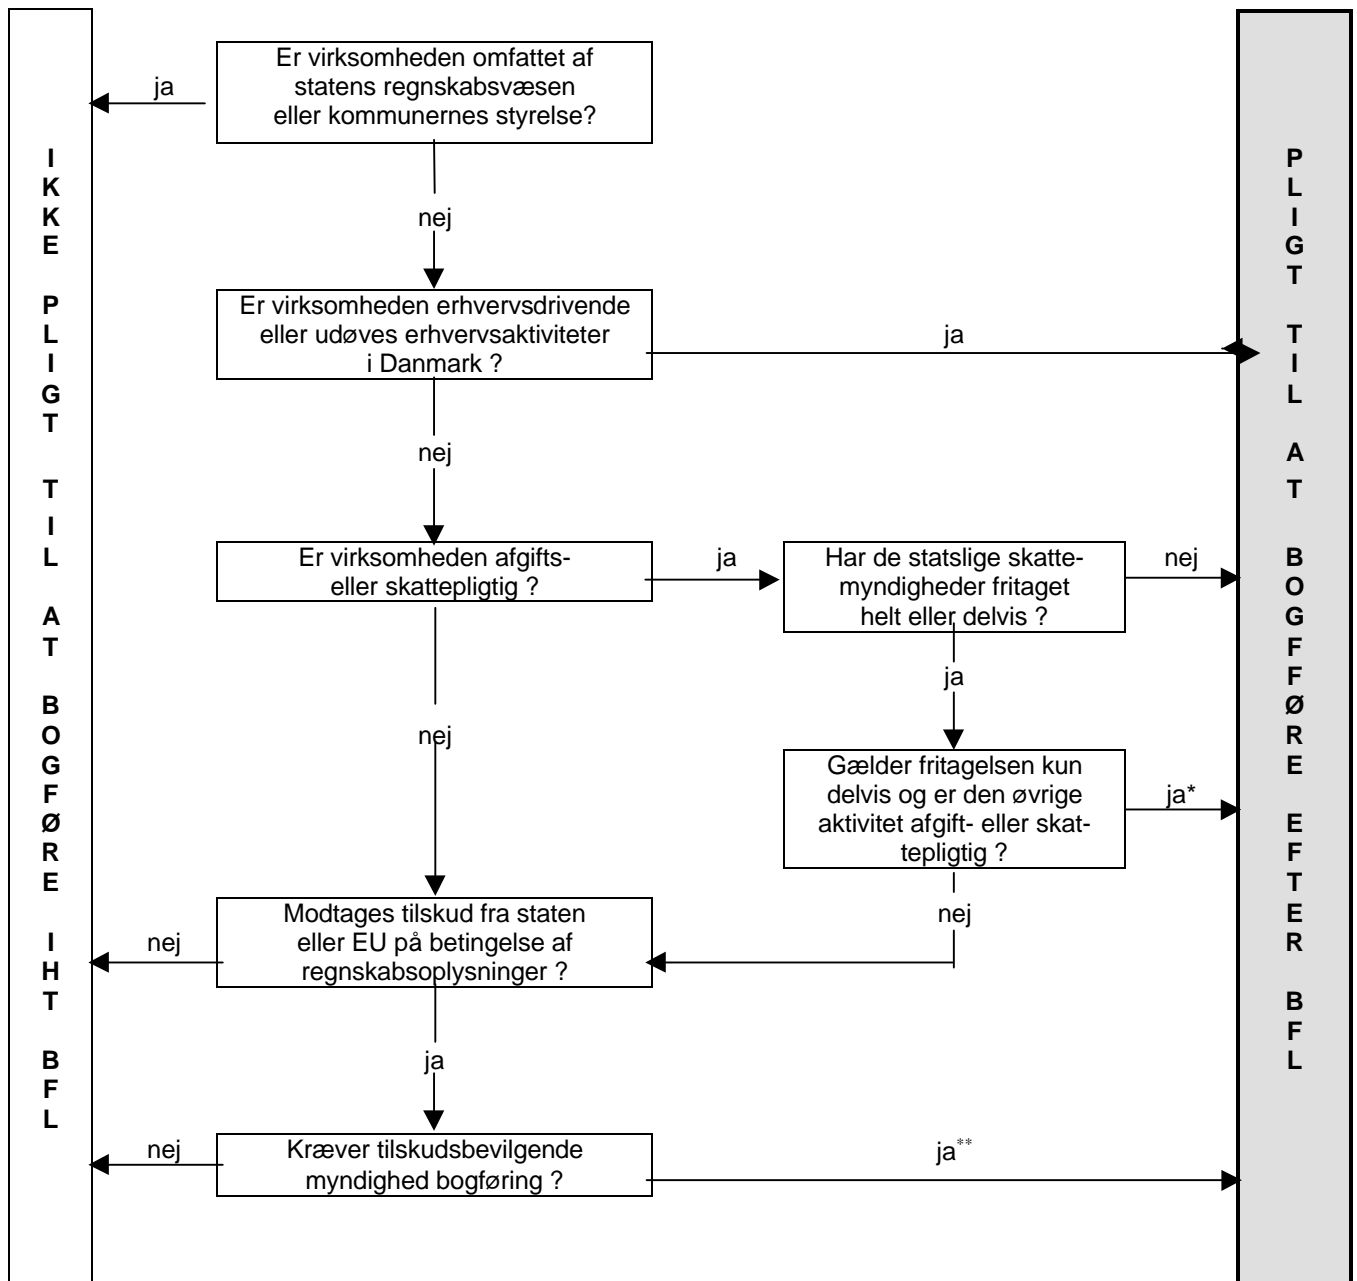 Er virksomheden omfattet af
statens regnskabsvæsen
eller kommunernes styrelse?
ja
nej
Er virksomheden erhvervsdrivende
eller udøves erhvervsaktiviteter
i Danmark ?
ja
nej
Er virksomheden afgifts-
eller skattepligtig ?
ja
Har de statslige skatte-
myndigheder fritaget
helt eller delvis ?
nej
ja
nej
Gælder fritagelsen kun
delvis og er den øvrige
aktivitet afgift- eller skat-
tepligtig ?
ja*
nej
Modtages tilskud fra staten
eller EU på betingelse af
regnskabsoplysninger ?
nej
ja
Kræver tilskudsbevilgende
myndighed bogføring ?
nej
ja**
IKKE PLIGT TIL AT BOGFØRE IHT BFL
PLIGT TIL AT BOGFFØRE EFTER BFL